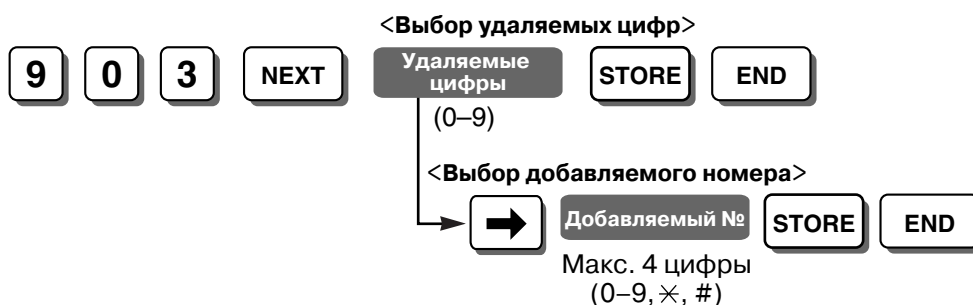 <Выбор удаляемых цифр>
9 0 3 NEXT Удаляемые цифры STORE END
(0–9)
<Выбор добавляемого номера>
➡ Добавляемый № STORE END
Макс. 4 цифры
(0–9, ✳, #)